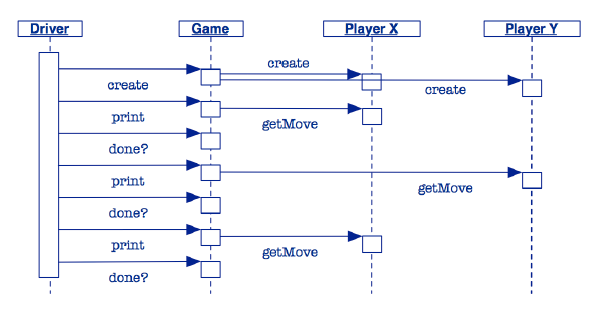 Driver
Game
Player X
Player Y
create
create
create
print
getMove
done?
print
getMove
done?
print
getMove
done?